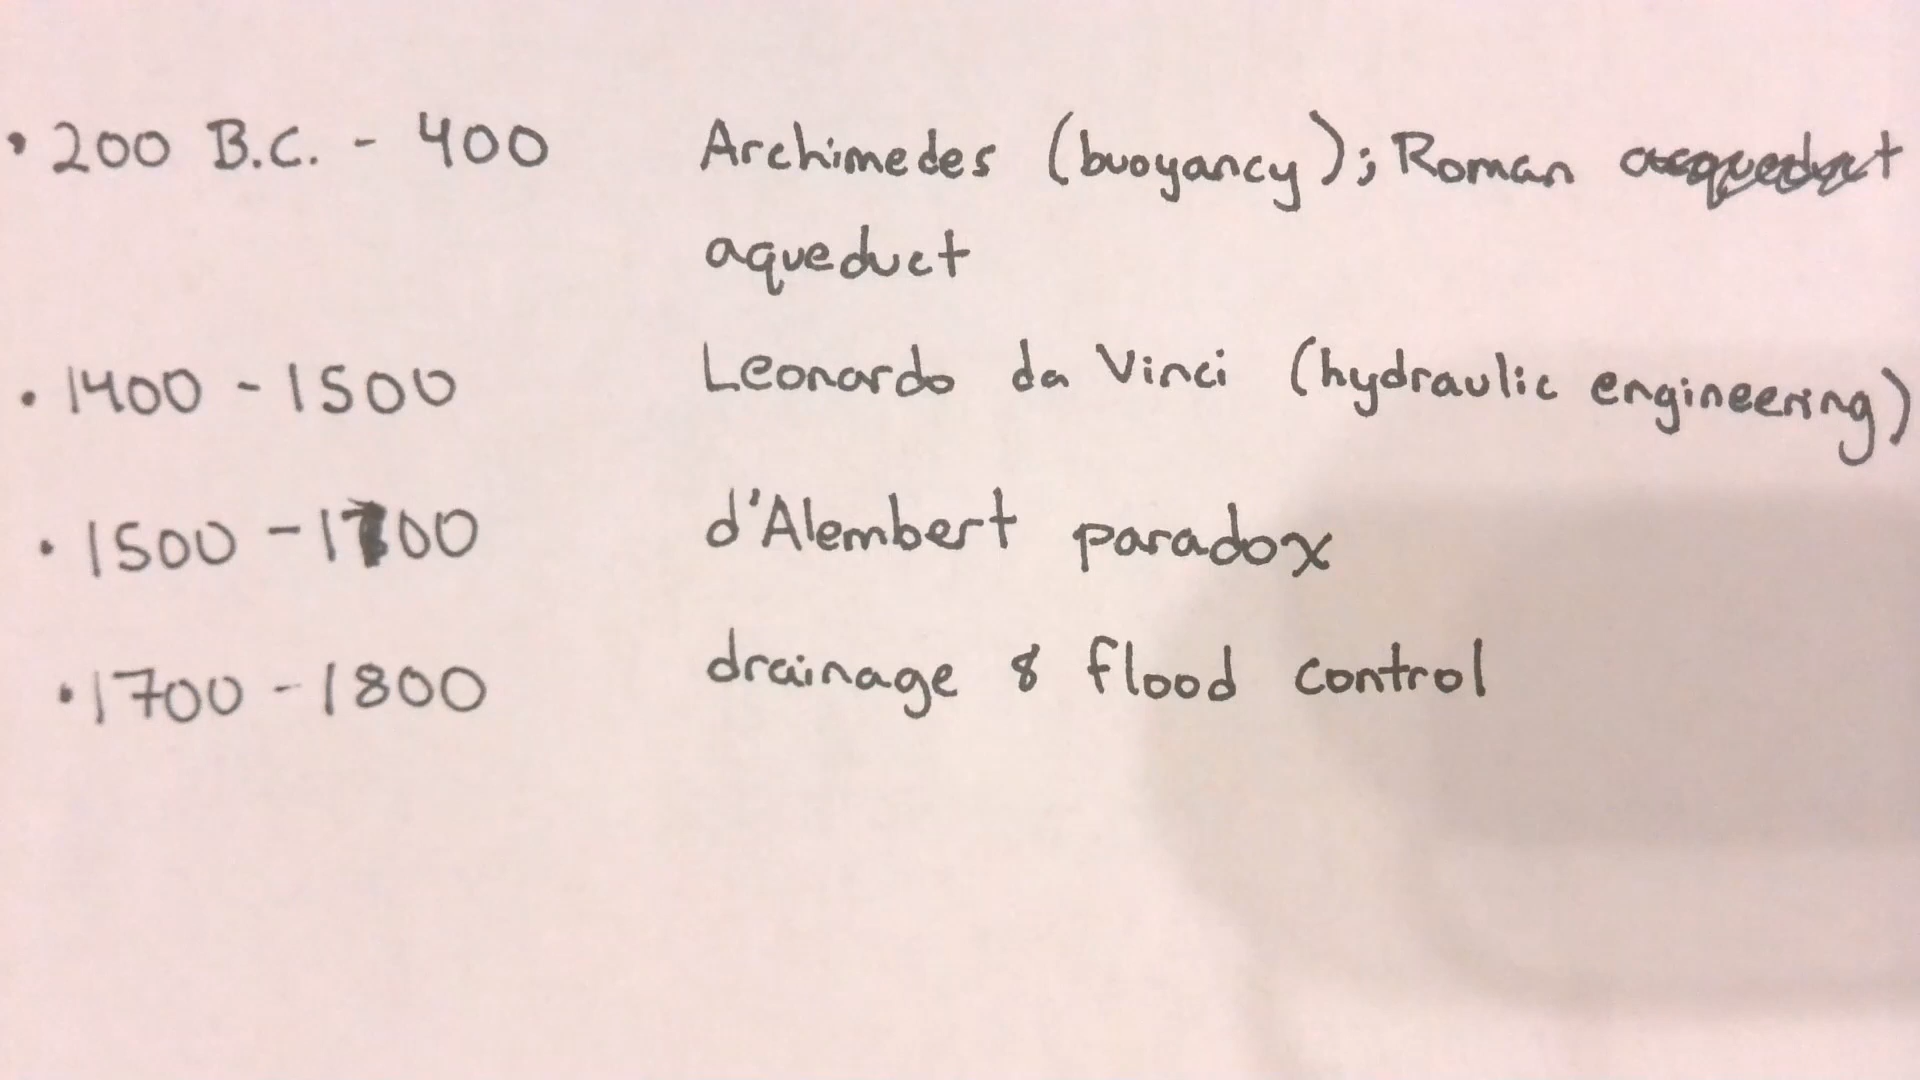 • 200 B.C. - 400 Archimedes (buoyancy); Roman
aqueduct
• 1400 - 1500 Leonardo da Vinci (hydraulic engineering)
• 1500 - 1700 d'Alembert paradox
• 1700 - 1800 drainage & flood control